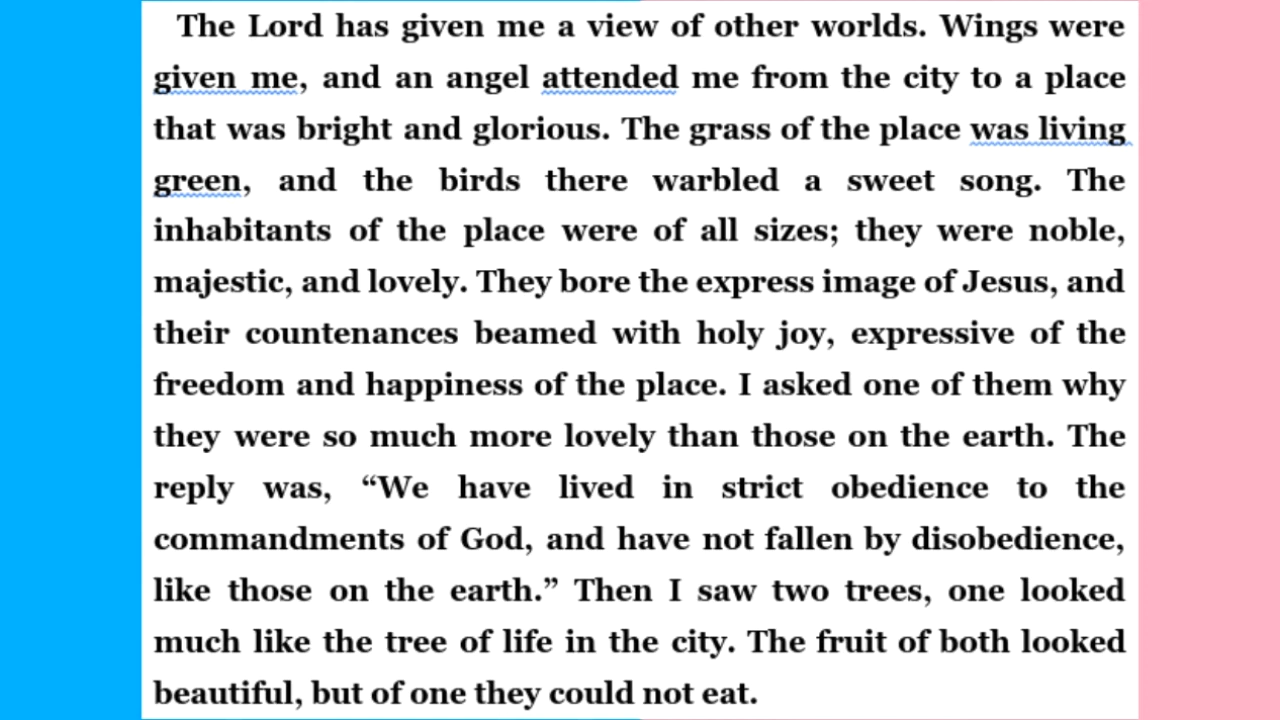 The Lord has given me a view of other worlds. Wings were
given me, and an angel attended me from the city to a place
that was bright and glorious. The grass of the place was living
green, and the birds there warbled a sweet song. The
inhabitants of the place were of all sizes; they were noble,
majestic, and lovely. They bore the express image of Jesus, and
their countenances beamed with holy joy, expressive of the
freedom and happiness of the place. I asked one of them why
they were so much more lovely than those on the earth. The
reply was, “We have lived in strict obedience to the
commandments of God, and have not fallen by disobedience,
like those on the earth.” Then I saw two trees, one looked
much like the tree of life in the city. The fruit of both looked
beautiful, but of one they could not eat.